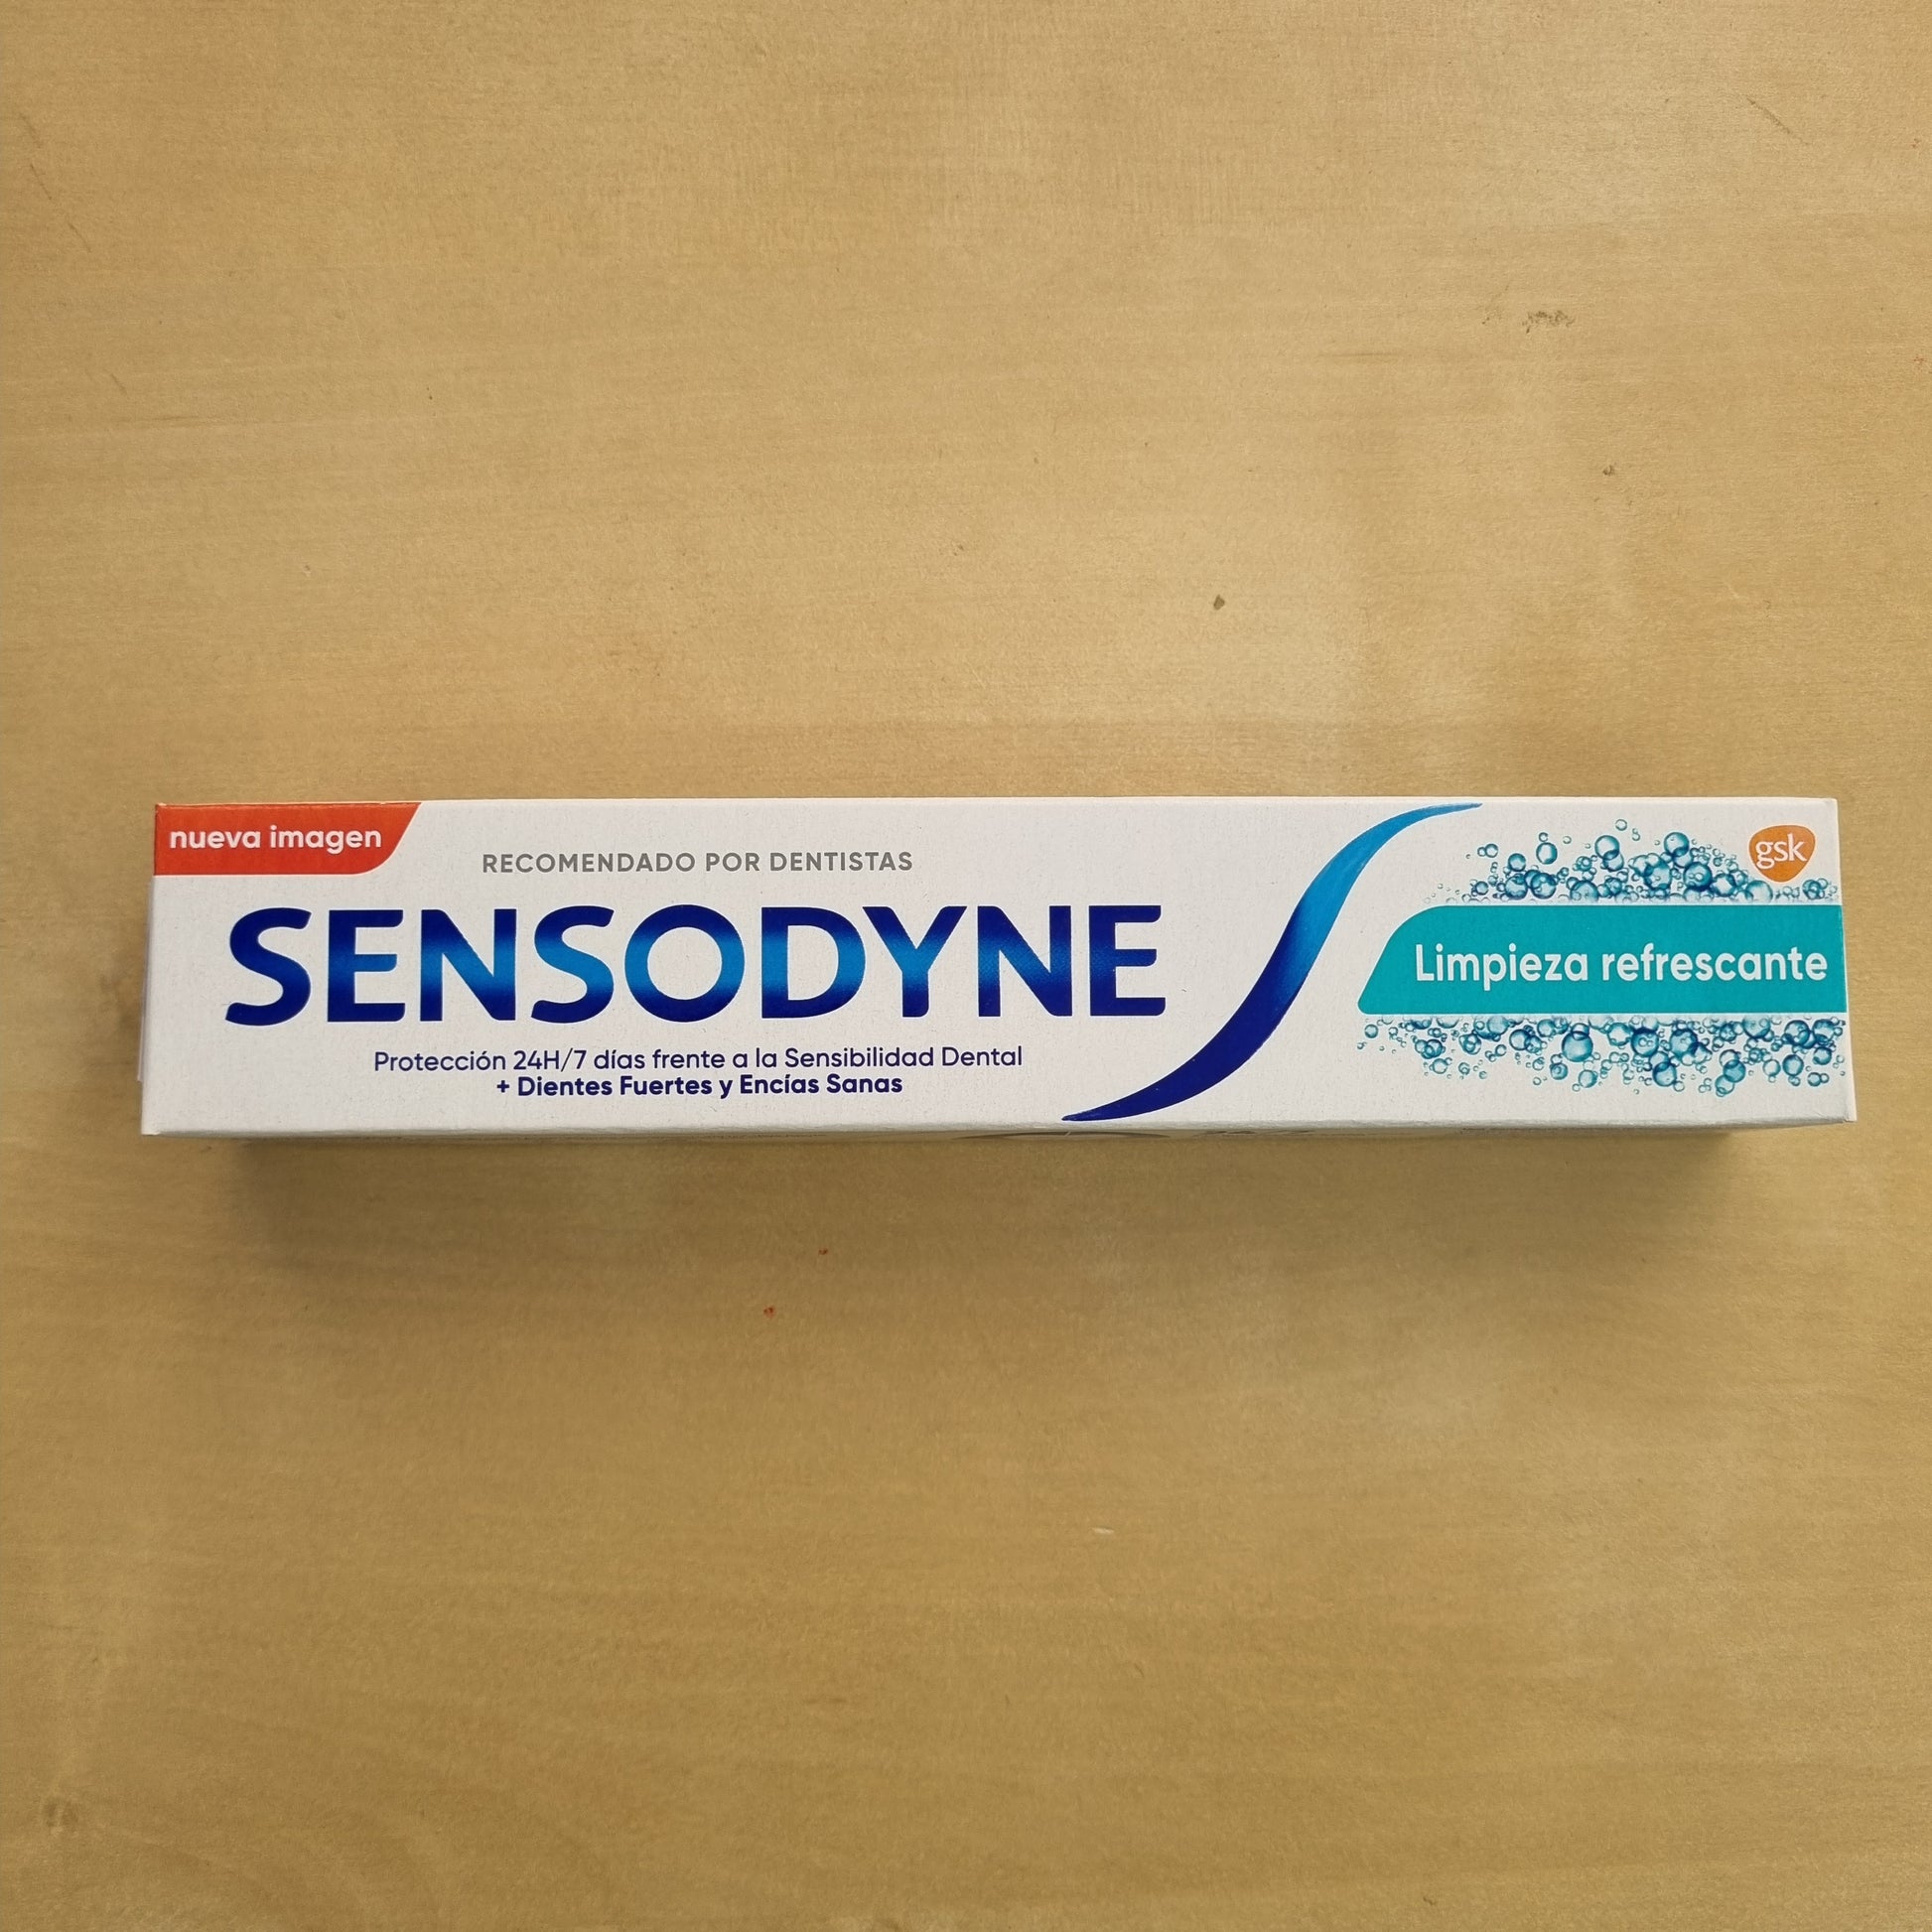 nueva imagen
RECOMENDADO POR DENTISTAS
SENSODYNE
Protección 24H/7 días frente a la Sensibilidad Dental
+ Dientes Fuertes y Encías Sanas
gsk
Limpieza refrescante